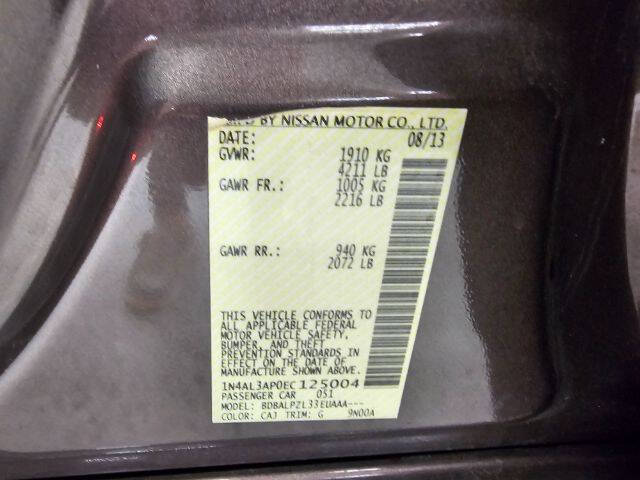 BY NISSAN MOTOR CO., LTD.
DATE: 08/13
GVWR: 1910 KG
4211 LB
GAWR FR.: 1005 KG
2216 LB
GAWR RR.: 940 KG
2072 LB
THIS VEHICLE CONFORMS TO
ALL APPLICABLE FEDERAL
MOTOR VEHICLE SAFETY,
BUMPER, AND THEFT
PREVENTION STANDARDS IN
EFFECT ON THE DATE OF
MANUFACTURE SHOWN ABOVE.
1N4AL3AP0EC125004
PASSENGER CAR 051
MODEL: BDBALPZL33EUAAA---
COLOR: CAJ TRIM: G 9N00A